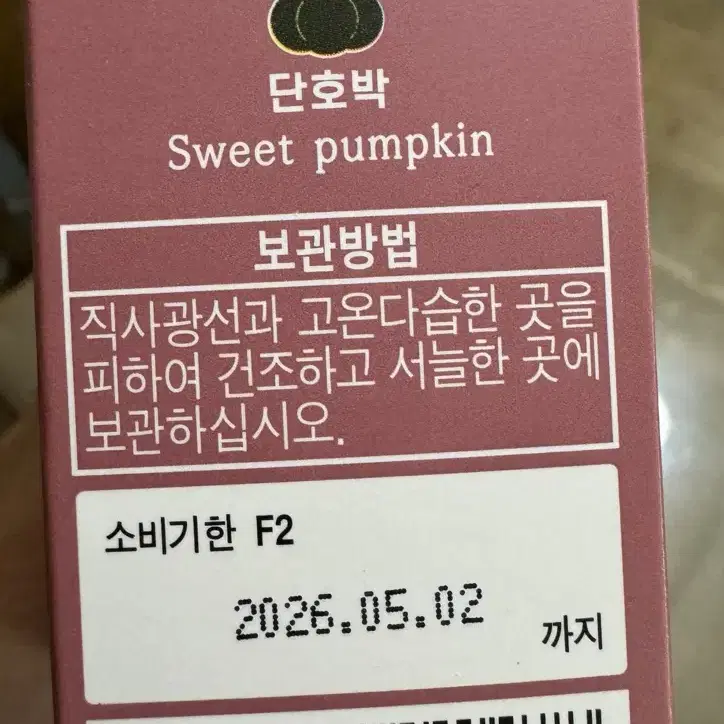 단호박
Sweet pumpkin
보관방법
직사광선과 고온다습한 곳을
피하여 건조하고 서늘한 곳에
보관하십시오.
소비기한 F2
2026.05.02
까지